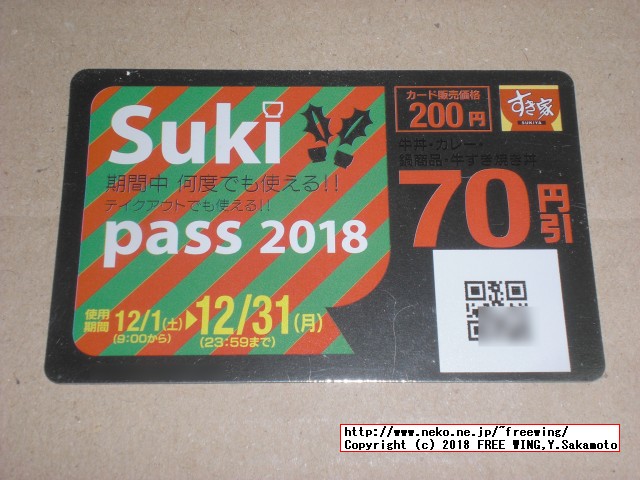 Suki
期間中 何度でも使える!!
テイクアウトでも使える!!
pass 2018
使用期間 12/1(土)▶12/31(月)
(9:00から) (23:59まで)
カード販売価格
200円
すき家
SUKIYA
牛丼・カレー・
鍋商品・牛すき焼き丼
70円引
http://www.neko.ne.jp/~freewing/
Copyright (c) 2018 FREE WING,Y.Sakamoto